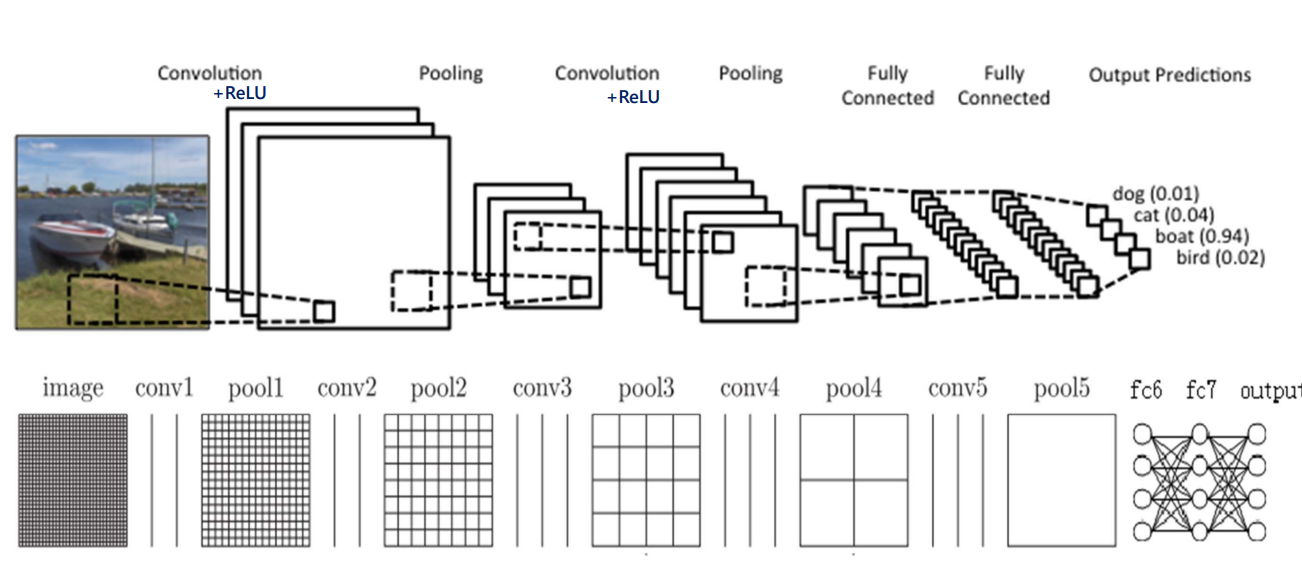 Convolution
+ReLU
Pooling
Convolution
+ReLU
Pooling
Fully
Connected
Fully
Connected
Output Predictions
dog (0.01)
cat (0.04)
boat (0.94)
bird (0.02)
image conv1 pool1 conv2 pool2 conv3 pool3 conv4 pool4 conv5 pool5 fc6 fc7 output